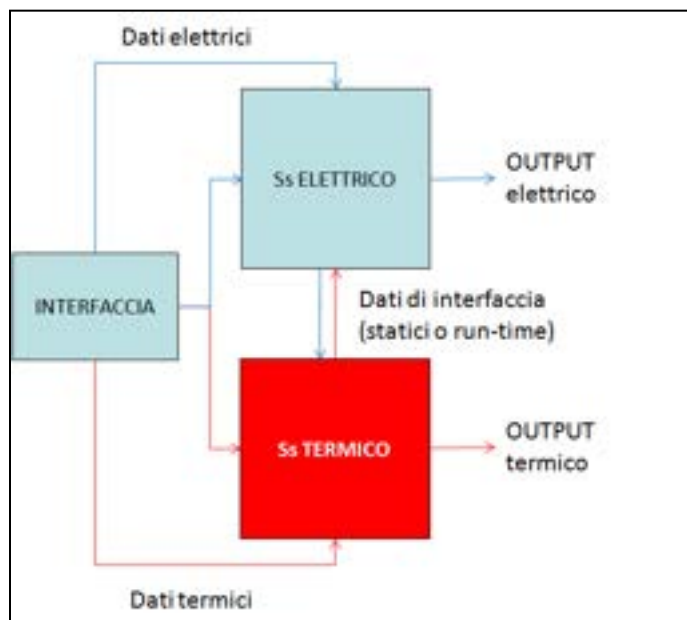 Dati elettrici
Ss ELETTRICO
OUTPUT
elettrico
INTERFACCIA
Dati di interfaccia
(statici o run-time)
Ss TERMICO
OUTPUT
termico
Dati termici